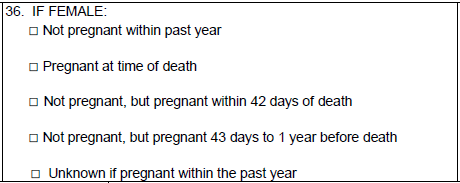 36. IF FEMALE:
□ Not pregnant within past year
□ Pregnant at time of death
□ Not pregnant, but pregnant within 42 days of death
□ Not pregnant, but pregnant 43 days to 1 year before death
□ Unknown if pregnant within the past year